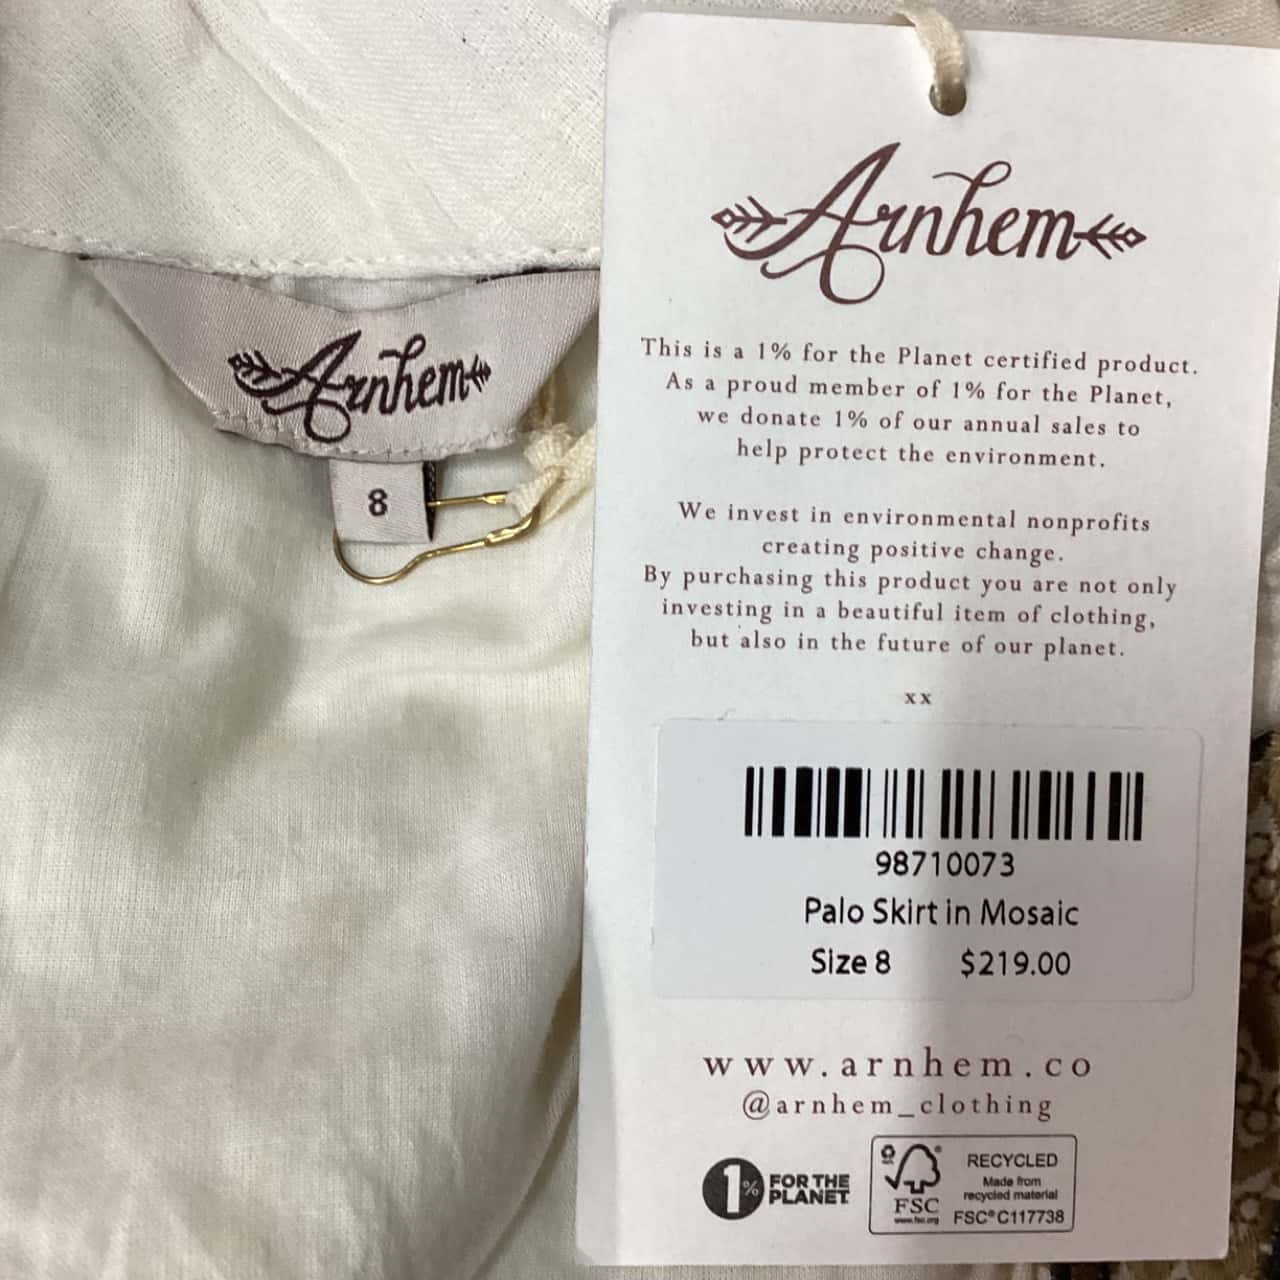 Arnhem
8
Arnhem
This is a 1% for the Planet certified product.
As a proud member of 1% for the Planet,
we donate 1% of our annual sales to
help protect the environment.
We invest in environmental nonprofits
creating positive change.
By purchasing this product you are not only
investing in a beautiful item of clothing,
but also in the future of our planet.
xx
98710073
Palo Skirt in Mosaic
Size 8 $219.00
www.arnhem.co
@arnhem_clothing
1%
FOR THE
PLANET
FSC
www.fsc.org
RECYCLED
Made from
recycled material
FSC® C117738